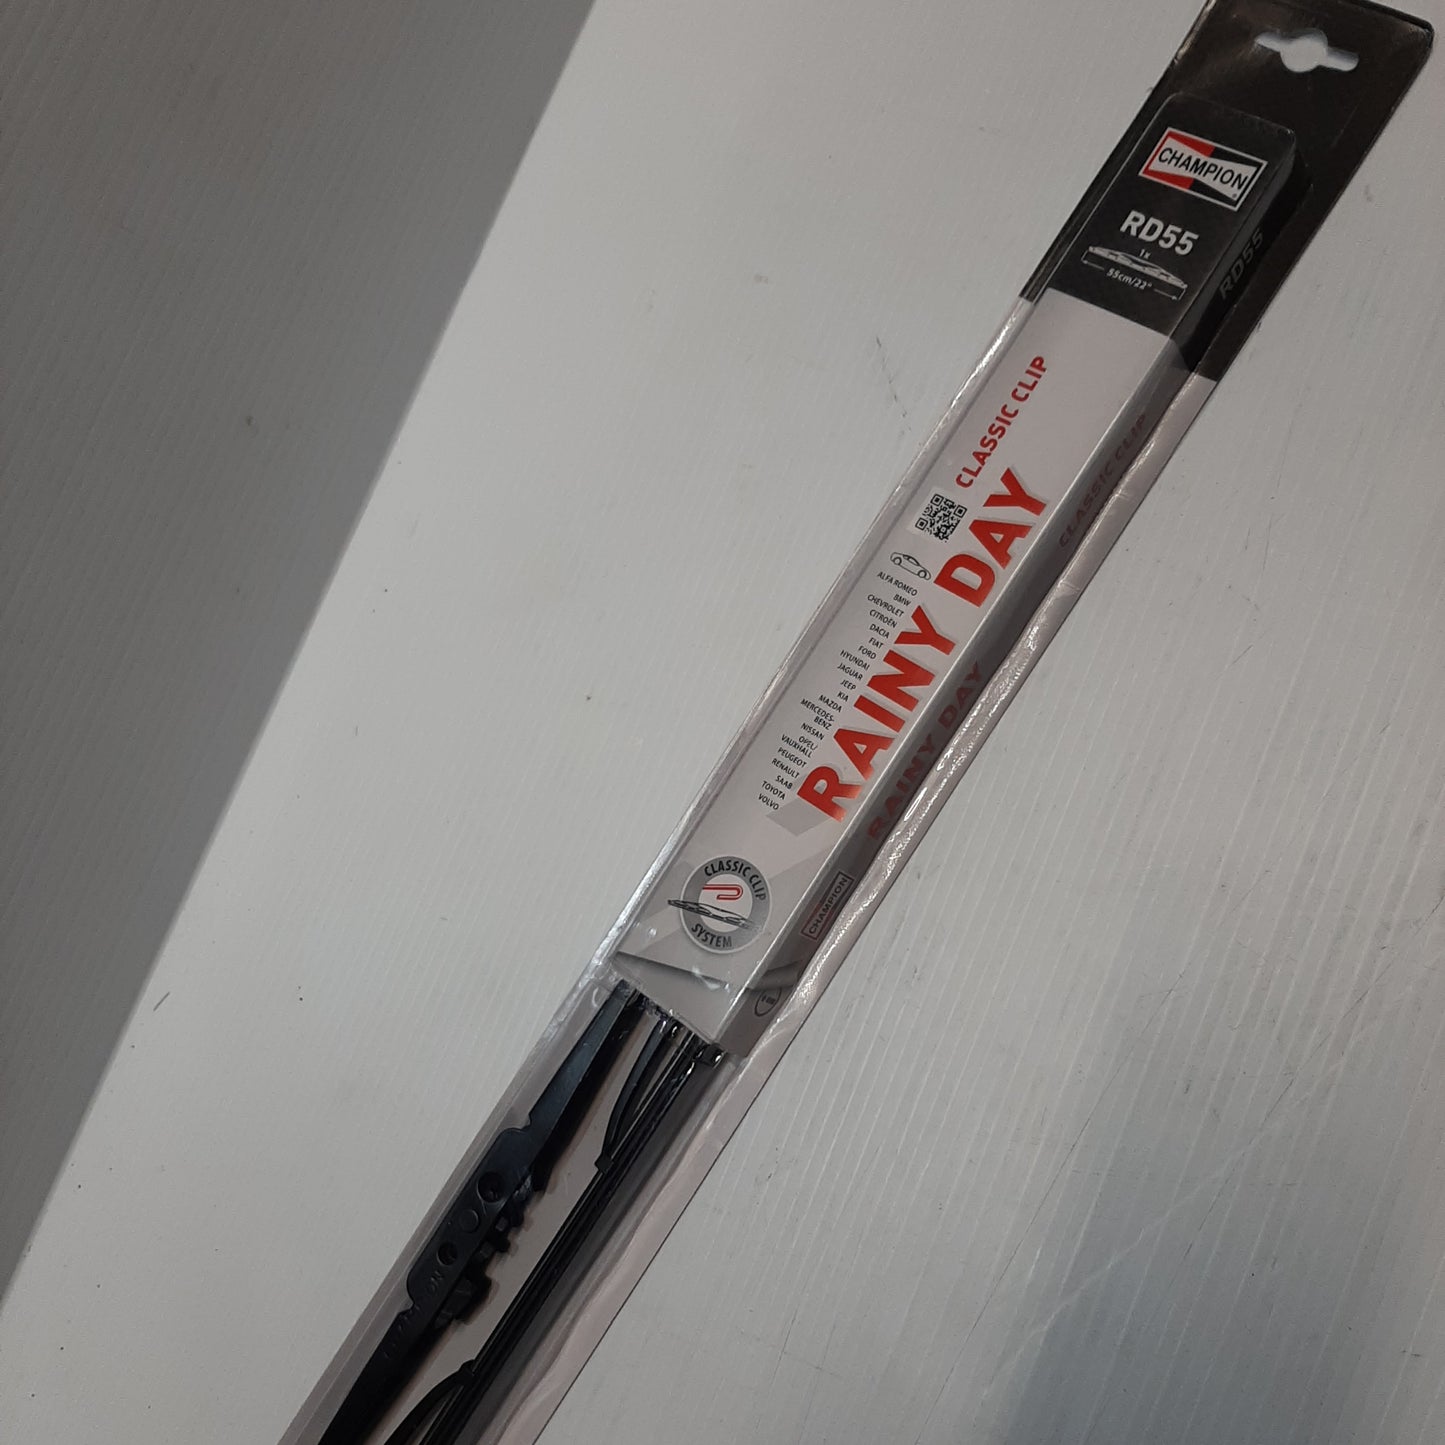 CHAMPION
RD55
1x
55cm/22"
RD55
CLASSIC CLIP
RAINY DAY
ALFA ROMEO
BMW
CHEVROLET
CITROËN
DACIA
FIAT
FORD
HYUNDAI
JAGUAR
JEEP
KIA
MAZDA
MERCEDES-
BENZ
NISSAN
OPEL/
VAUXHALL
PEUGEOT
RENAULT
SAAB
TOYOTA
VOLVO
CLASSIC CLIP
SYSTEM
CLASSIC CLIP
RAINY DAY
CHAMPION
CHAMPION